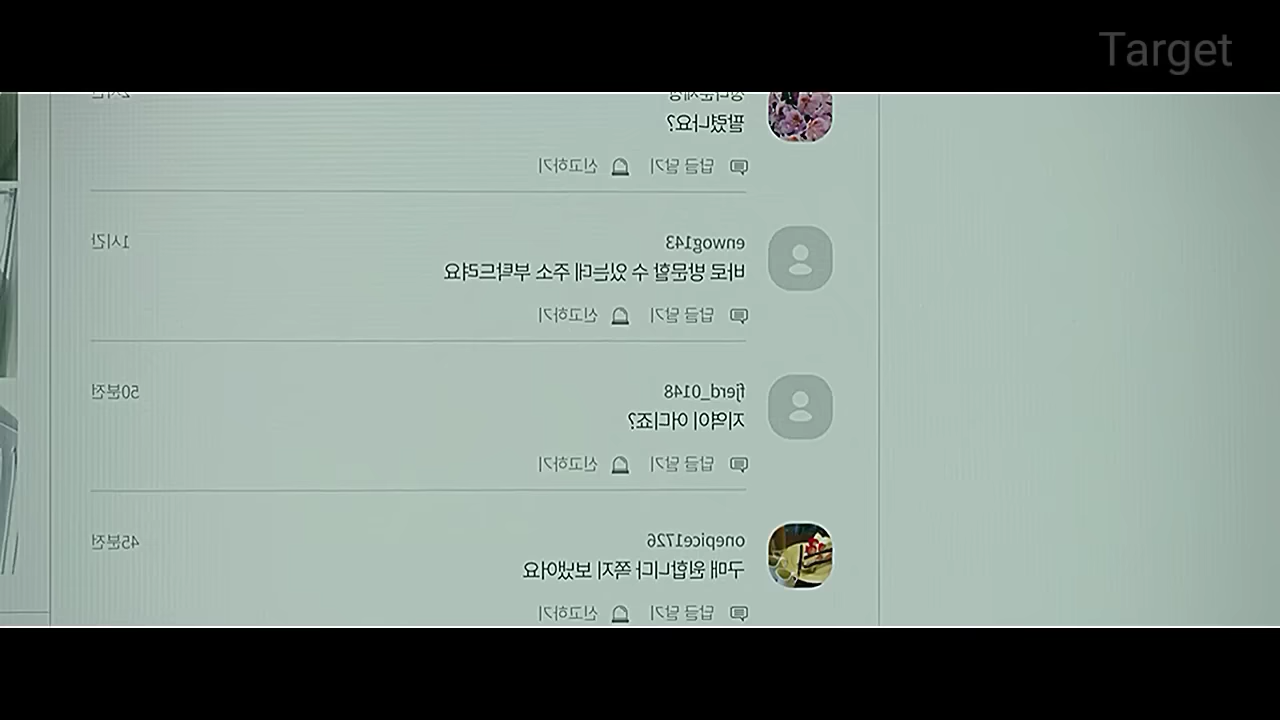 Target
팔렸나요?
답글 달기 신고하기
enwog143 1시간
바로 방문할 수 있는데 주소 부탁드려요
답글 달기 신고하기
fjerd_0148 50분전
지역이 어디죠?
답글 달기 신고하기
onepice1726 45분전
구매 원합니다 쪽지 보냈어요
답글 달기 신고하기